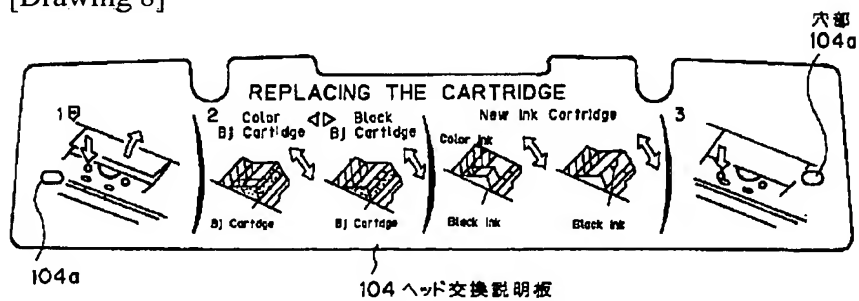 [Drawing 8]
穴部
104a
REPLACING THE CARTRIDGE
1
2
Color
BJ Cartridge
Black
BJ Cartridge
New Ink Cartridge
3
Color Ink
BJ Cartdge
BJ Cartdge
Black Ink
Black Ink
104a
104 ヘッド交換説明板